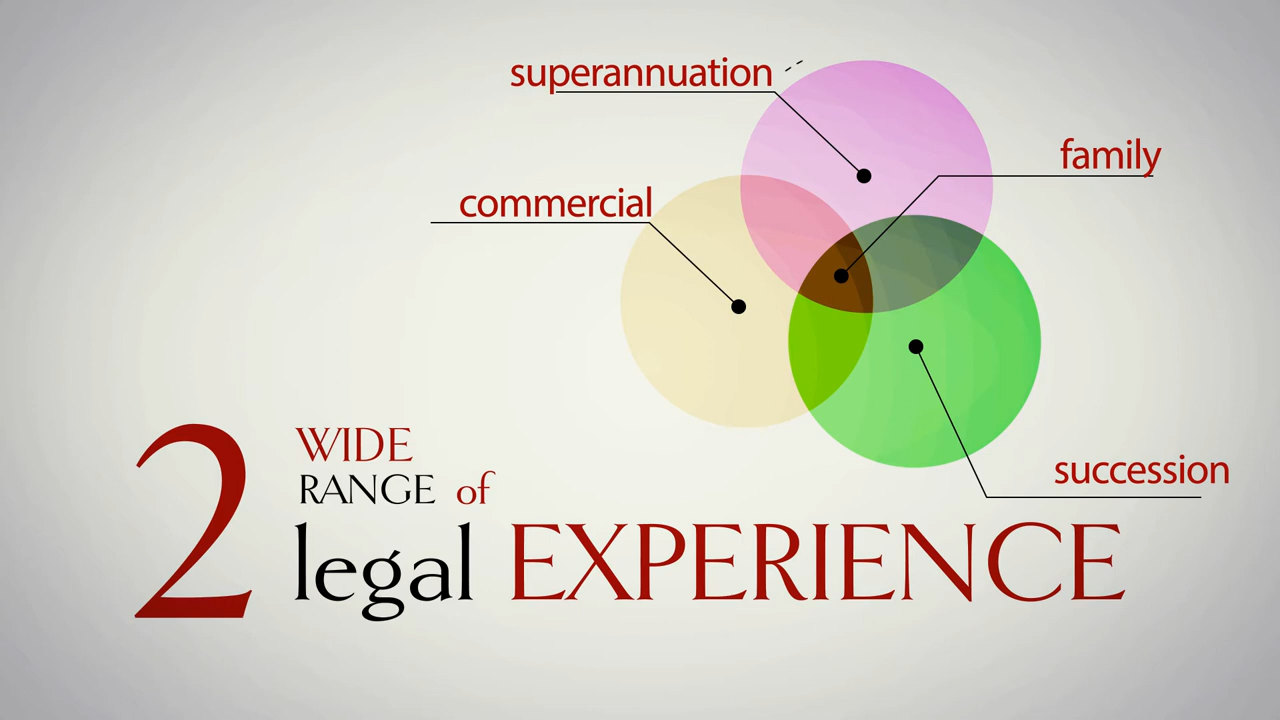 superannuation
family
commercial
succession
2
WIDE
RANGE of
legal EXPERIENCE